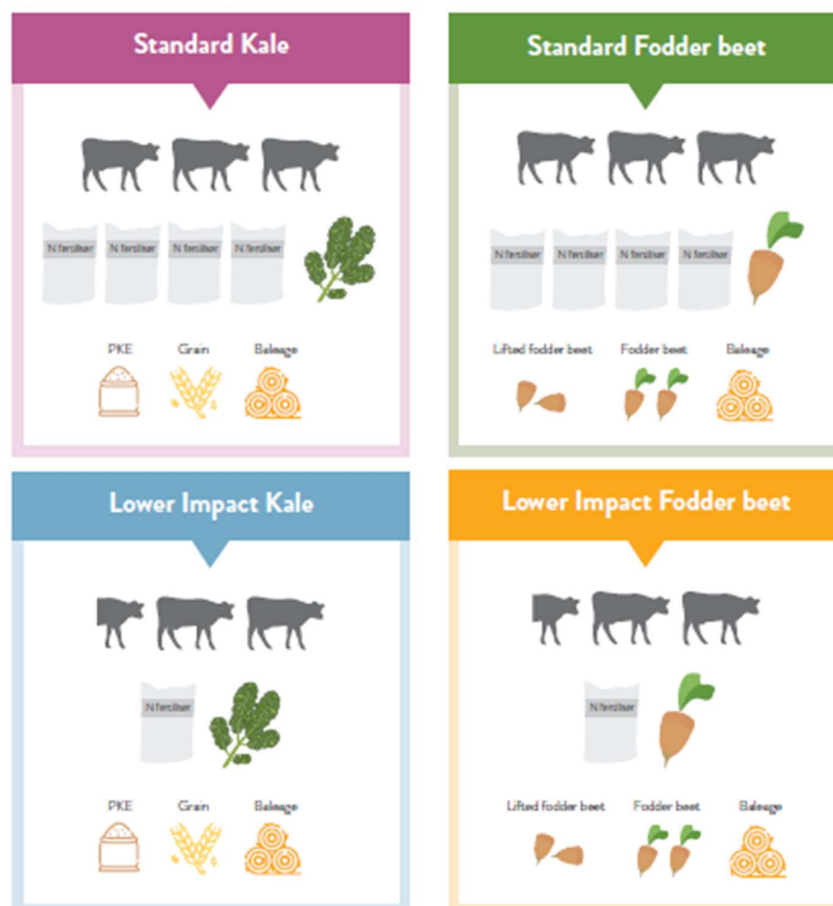 Standard Kale
N fertiliser N fertiliser N fertiliser N fertiliser
PKE Grain Baleage
Standard Fodder beet
N fertiliser N fertiliser N fertiliser N fertiliser
Lifted fodder beet Fodder beet Baleage
Lower Impact Kale
N fertiliser
PKE Grain Baleage
Lower Impact Fodder beet
N fertiliser
Lifted fodder beet Fodder beet Baleage